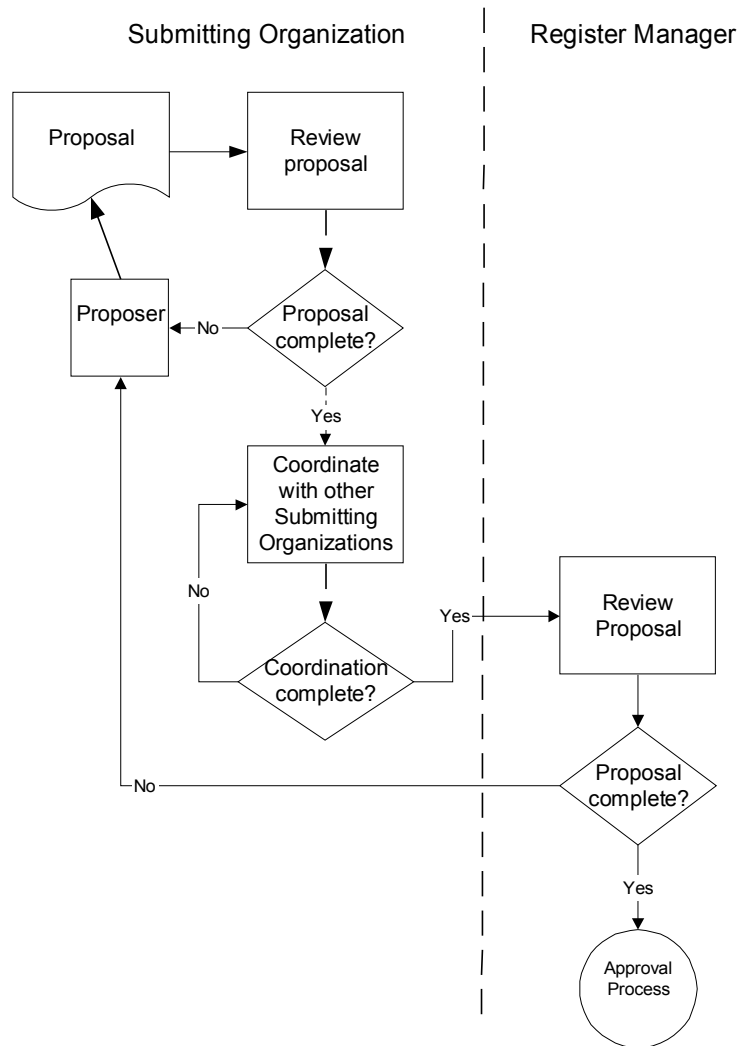 Submitting Organization
Register Manager
Proposal
Review
proposal
Proposer
No
Proposal
complete?
Yes
Coordinate
with other
Submitting
Organizations
No
Yes
Review
Proposal
Coordination
complete?
No
Proposal
complete?
Yes
Approval
Process